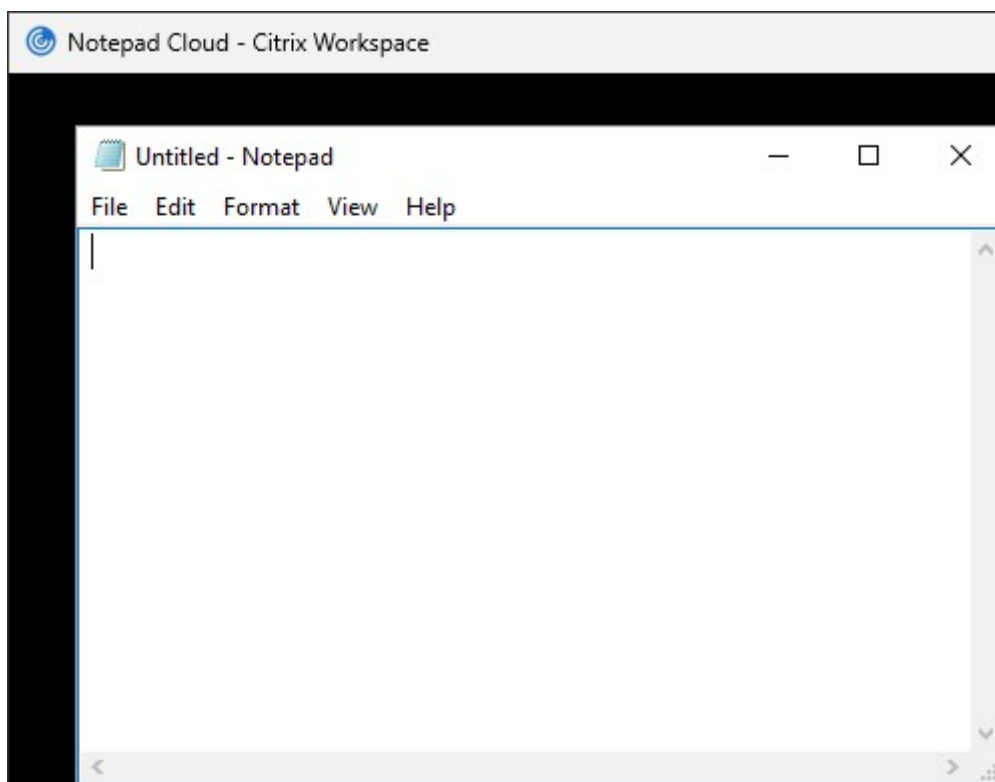 Notepad Cloud - Citrix Workspace
Untitled - Notepad
File Edit Format View Help